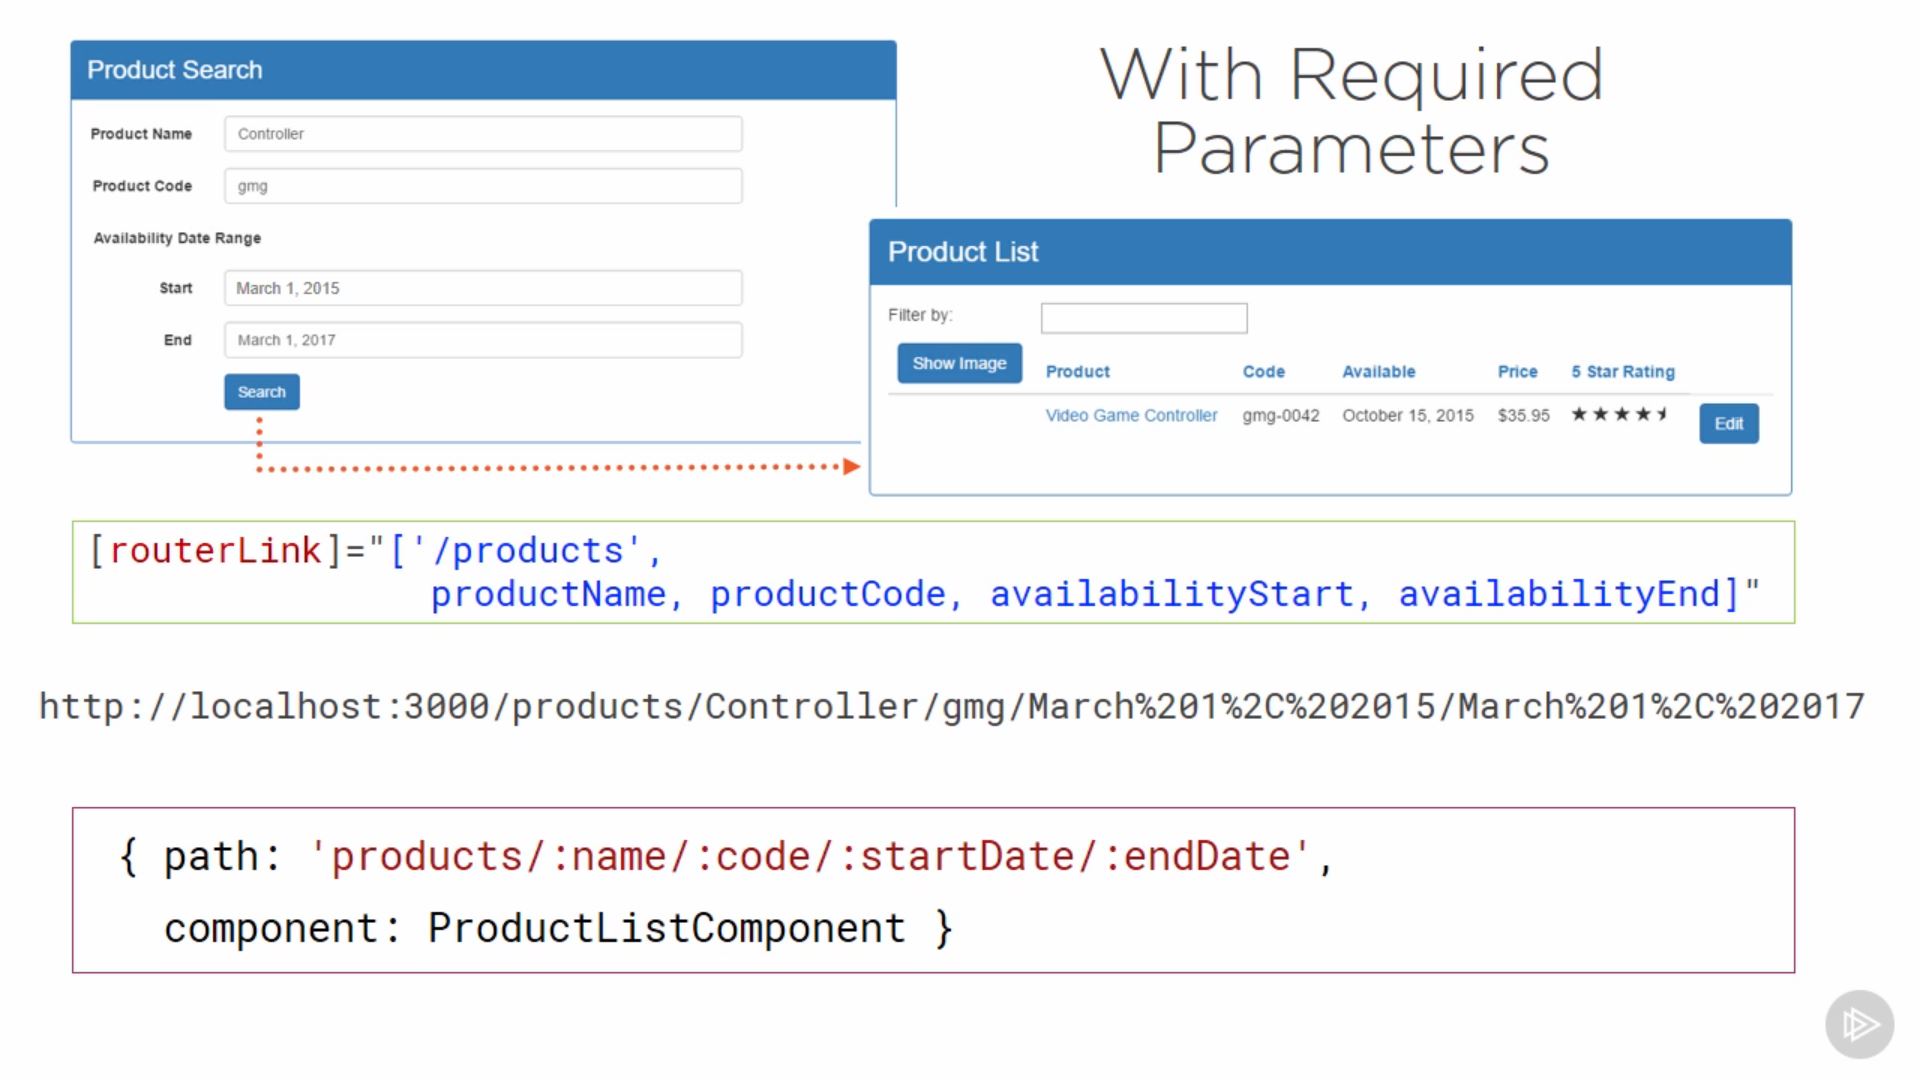 With Required
Parameters
Product Search
Product Name
Controller
Product Code
gmg
Availability Date Range
Start
March 1, 2015
End
March 1, 2017
Search
Product List
Filter by:
Show Image
Product Code Available Price 5 Star Rating
Video Game Controller gmg-0042 October 15, 2015 $35.95
Edit
[routerLink]="['/products',
productName, productCode, availabilityStart, availabilityEnd]"
http://localhost:3000/products/Controller/gmg/March%201%2C%202015/March%201%2C%202017
{ path: 'products/:name/:code/:startDate/:endDate',
component: ProductListComponent }